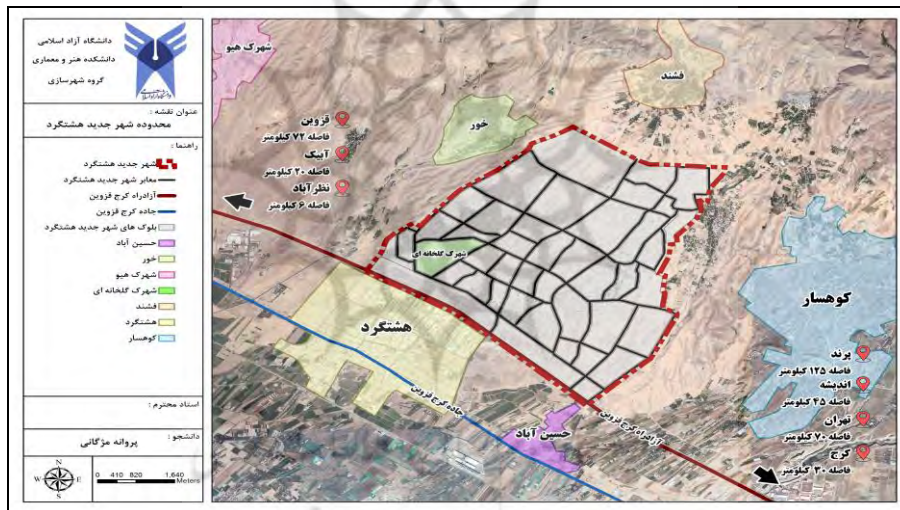 دانشگاه آزاد اسلامی
دانشکده هنر و معماری
گروه شهرسازی
عنوان نقشه :
محدوده شهر جدید هشتگرد
راهنما :
شهر جدید هشتگرد
معابر شهر جدید هشتگرد
آزادراه کرج قزوین
جاده کرج قزوین
بلوک های شهر جدید هشتگرد
حسین آباد
خور
شهرک هیو
شهرک گلخانه ای
فشند
هشتگرد
کوهسار
استاد محترم :
دانشجو :
پروانه مژگانی
N
W E
S
0 410 820 1,640
Meters
شهرک هیو
فشند
خور
قزوین
فاصله ۷۲ کیلومتر
آبیک
فاصله ۲۰ کیلومتر
نظرآباد
فاصله ۶ کیلومتر
شهرک گلخانه ای
هشتگرد
جاده کرج قزوین
حسین آباد
آزادراه کرج قزوین
کوهسار
پرند
فاصله ۱۲۵ کیلومتر
اندیشه
فاصله ۴۵ کیلومتر
تهران
فاصله ۷۰ کیلومتر
کرج
فاصله ۳۰ کیلومتر